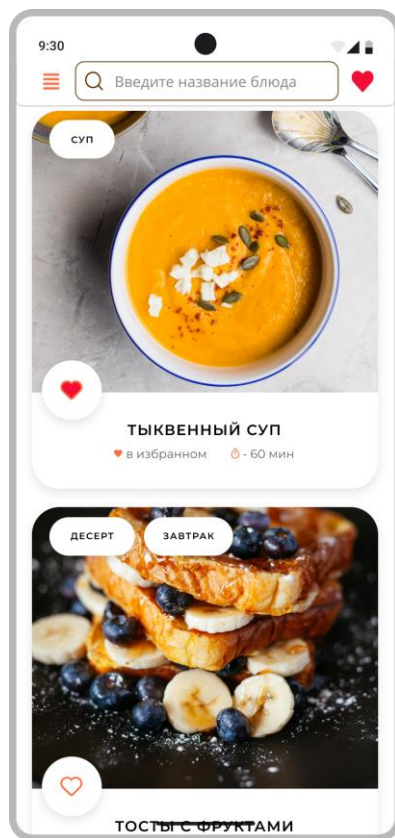 9:30
Введите название блюда
СУП
ТЫКВЕННЫЙ СУП
в избранном - 60 мин
ДЕСЕРТ ЗАВТРАК
ТОСТЫ С ФРУКТАМИ